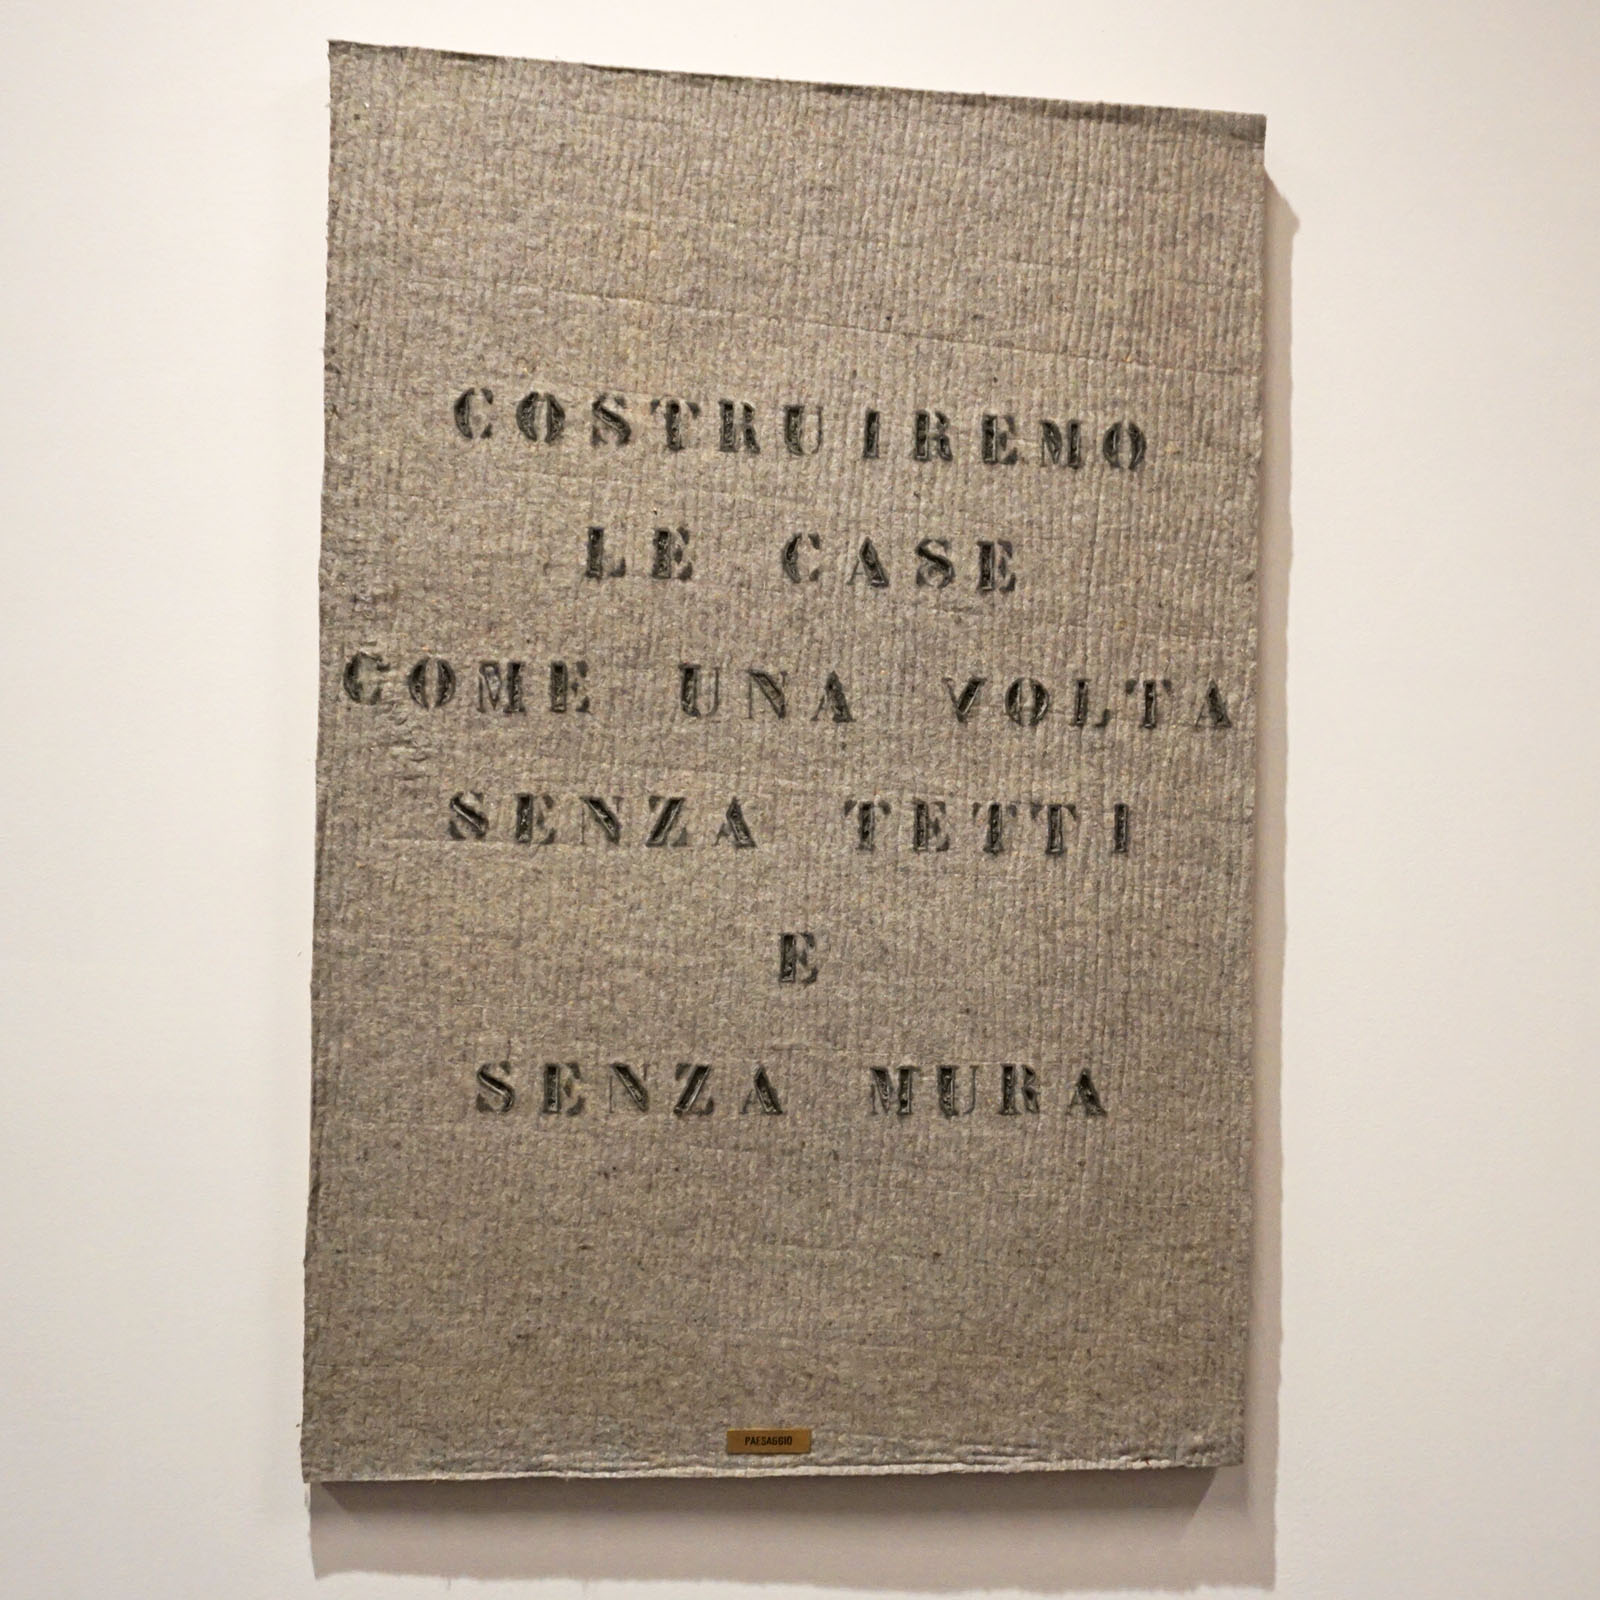 COSTRUIREMO
LE CASE
COME UNA VOLTA
SENZA TETTI
E
SENZA MURA
PAESAGGIO